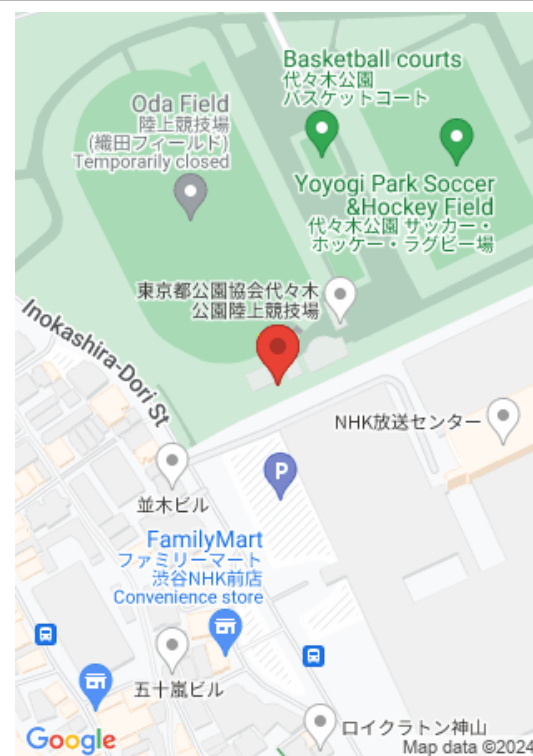 Basketball courts
代々木公園
バスケットコート
Oda Field
陸上競技場
(織田フィールド)
Temporarily closed
Yoyogi Park Soccer
&Hockey Field
代々木公園 サッカー・
ホッケー・ラグビー場
東京都公園協会代々木
公園陸上競技場
Inokashira-Dori St
NHK放送センター
P
並木ビル
FamilyMart
ファミリーマート
渋谷NHK前店
Convenience store
五十嵐ビル
ロイクラトン神山
Google
Map data ©2024